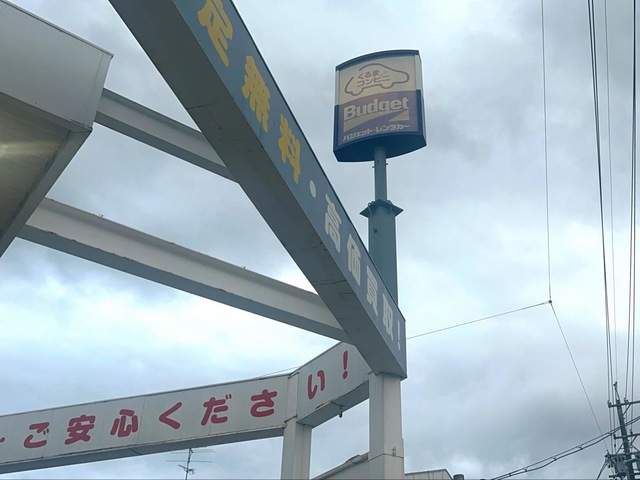 定無料・高価買取!
くるまの
コンビニ
Budget
バジェット・レンタカー
ご安心ください!